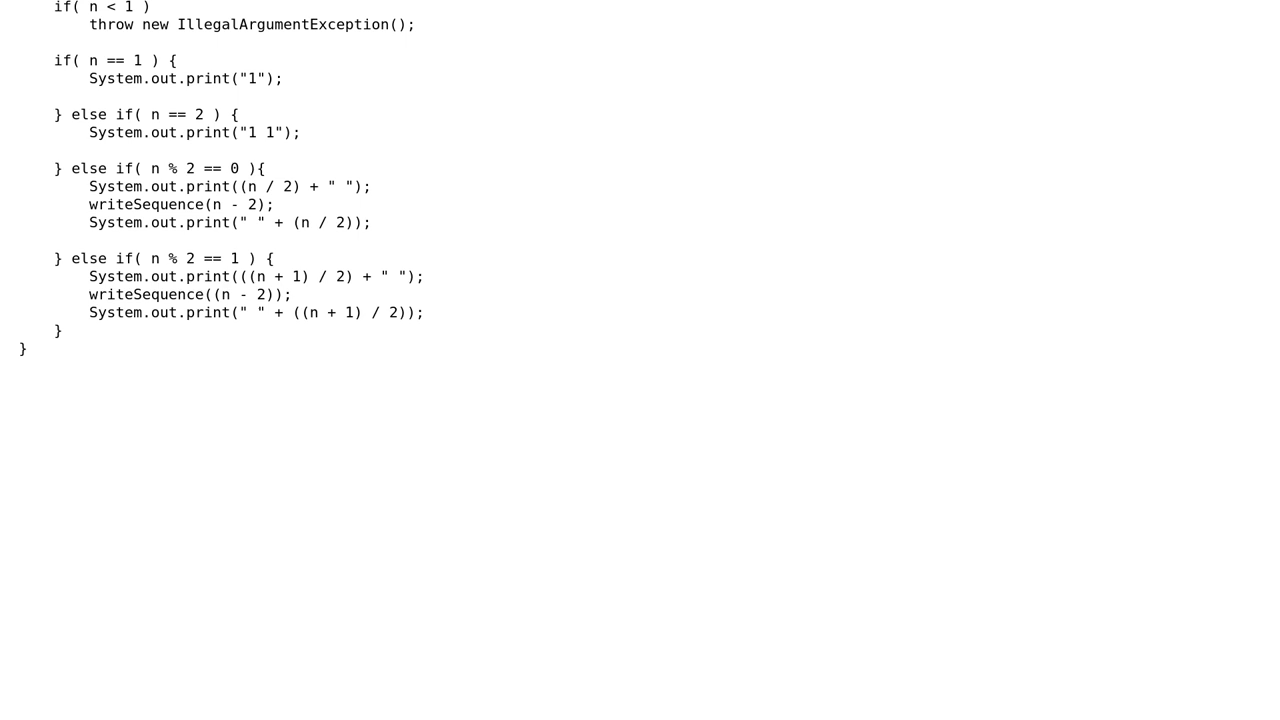 if( n < 1 )
        throw new IllegalArgumentException();

    if( n == 1 ) {
        System.out.print("1");

    } else if( n == 2 ) {
        System.out.print("1 1");

    } else if( n % 2 == 0 ){
        System.out.print((n / 2) + " ");
        writeSequence(n - 2);
        System.out.print(" " + (n / 2));

    } else if( n % 2 == 1 ) {
        System.out.print(((n + 1) / 2) + " ");
        writeSequence((n - 2));
        System.out.print(" " + ((n + 1) / 2));
    }
}